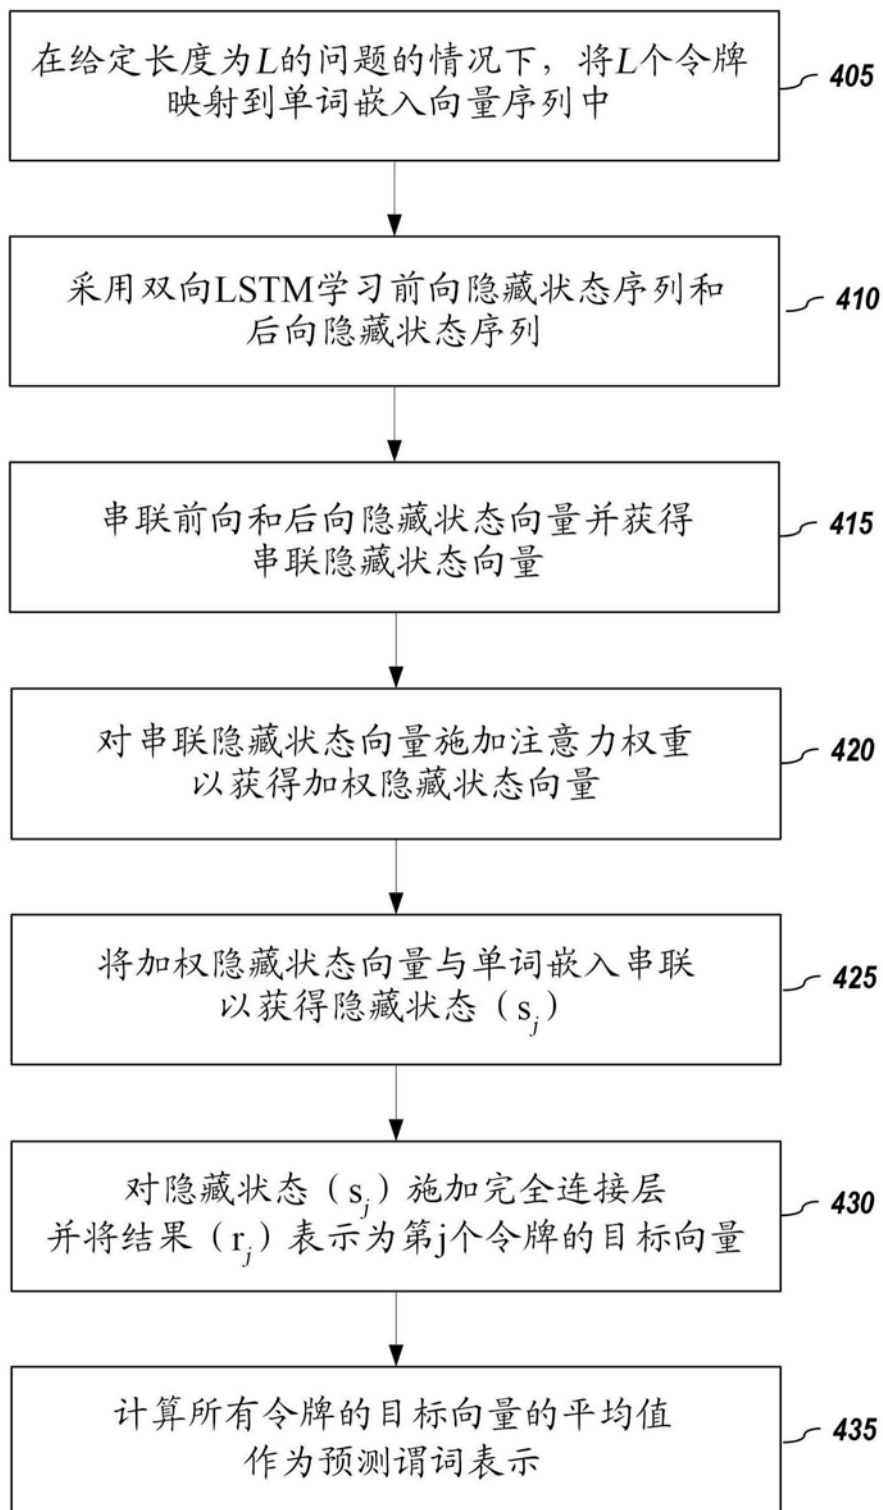 在给定长度为L的问题的情况下，将L个令牌
映射到单词嵌入向量序列中
405
采用双向LSTM学习前向隐藏状态序列和
后向隐藏状态序列
410
串联前向和后向隐藏状态向量并获得
串联隐藏状态向量
415
对串联隐藏状态向量施加注意力权重
以获得加权隐藏状态向量
420
将加权隐藏状态向量与单词嵌入串联
以获得隐藏状态（sj）
425
对隐藏状态（sj）施加完全连接层
并将结果（rj）表示为第j个令牌的目标向量
430
计算所有令牌的目标向量的平均值
作为预测谓词表示
435